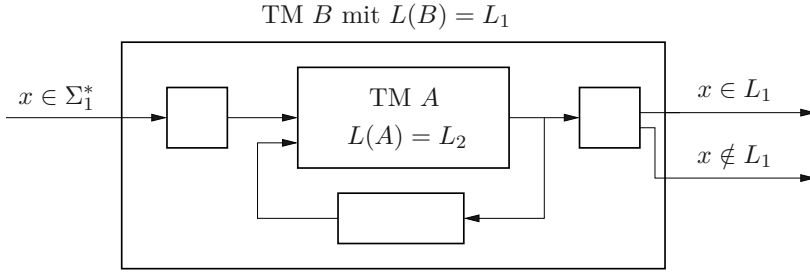 TM B mit L(B) = L₁
x ∈ Σ₁*
TM A
L(A) = L₂
x ∈ L₁
x ∉ L₁